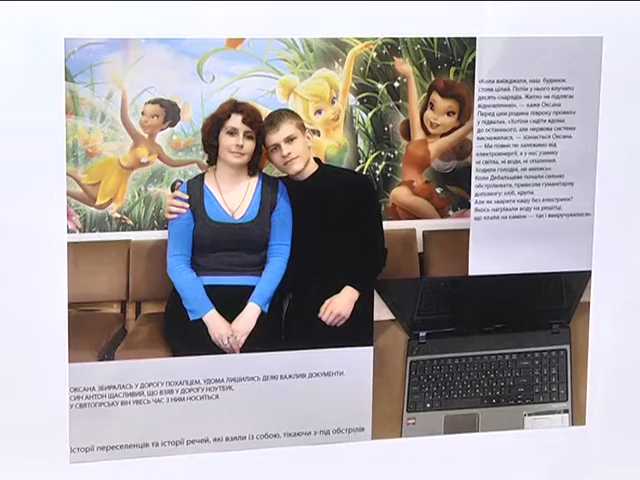 «Коли виїжджали, наш будинок
стояв цілий. Потім у нього влучило
десять снарядів. Житло не підлягає
відновленню», — каже Оксана.
Перед цим родина півроку провела
у підвалі. «Хотіли сидіти вдома
до останнього, але нервова система
виснажилася, — зізнається Оксана.
— Ми повністю залежимо від
електроенергії, а у нас узимку
ні світла, ні води, ні опалення.
Ходили голодні, не мились».
Коли Дебальцеве почали сильно
обстрілювати, привезли гуманітарну
допомогу: хліб, крупи.
Але як зварити кашу без електрики?
Якось нагрівали воду на решітці,
що клали на камень — так і викручувалися».
ОКСАНА ЗБИРАЛАСЬ У ДОРОГУ ПОХАПЦЕМ, УДОМА ЛИШИЛИСЬ ДЕЯКІ ВАЖЛИВІ ДОКУМЕНТИ.
СИН АНТОН ЩАСЛИВИЙ, ЩО ВЗЯВ У ДОРОГУ НОУТБУК,
У СВЯТОГІРСЬКУ ВІН УВЕСЬ ЧАС З НИМ НОСИТЬСЯ.
Історії переселенців та історії речей, які взяли із собою, тікаючи з-під обстрілів